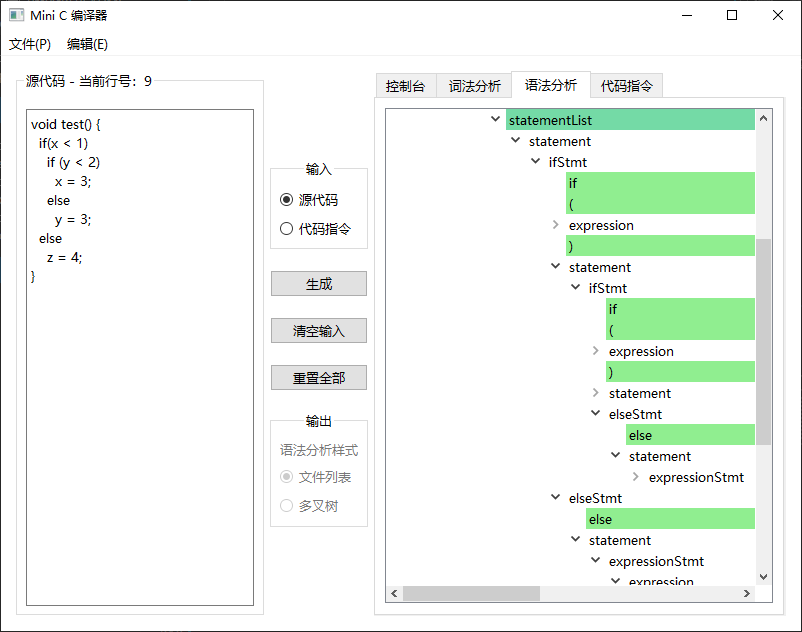 Mini C 编译器
文件(P) 编辑(E)
源代码 - 当前行号：9
void test() {
if(x < 1)
if (y < 2)
x = 3;
else
y = 3;
else
z = 4;
}
输入
源代码
代码指令
生成
清空输入
重置全部
输出
语法分析样式
文件列表
多叉树
控制台 词法分析 语法分析 代码指令
statementList
statement
ifStmt
if
(
expression
)
statement
ifStmt
if
(
expression
)
statement
elseStmt
else
statement
expressionStmt
elseStmt
else
statement
expressionStmt
expression